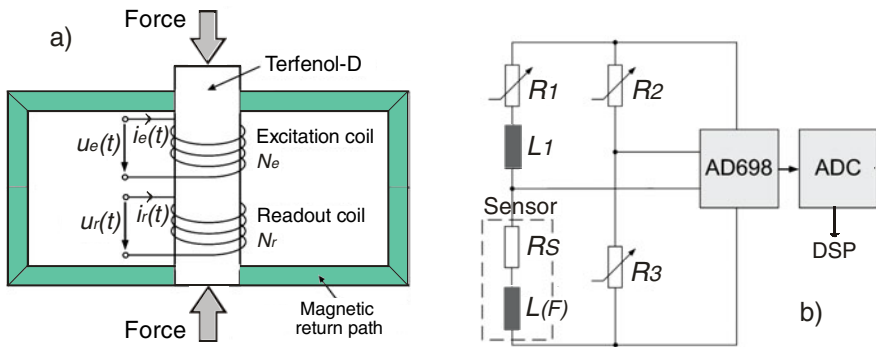 Force
a)
Terfenol-D
ue(t)
ie(t)
Excitation coil
Ne
ur(t)
ir(t)
Readout coil
Nr
Force
Magnetic
return path
R1
R2
L1
AD698
ADC
Sensor
RS
R3
DSP
L(F)
b)